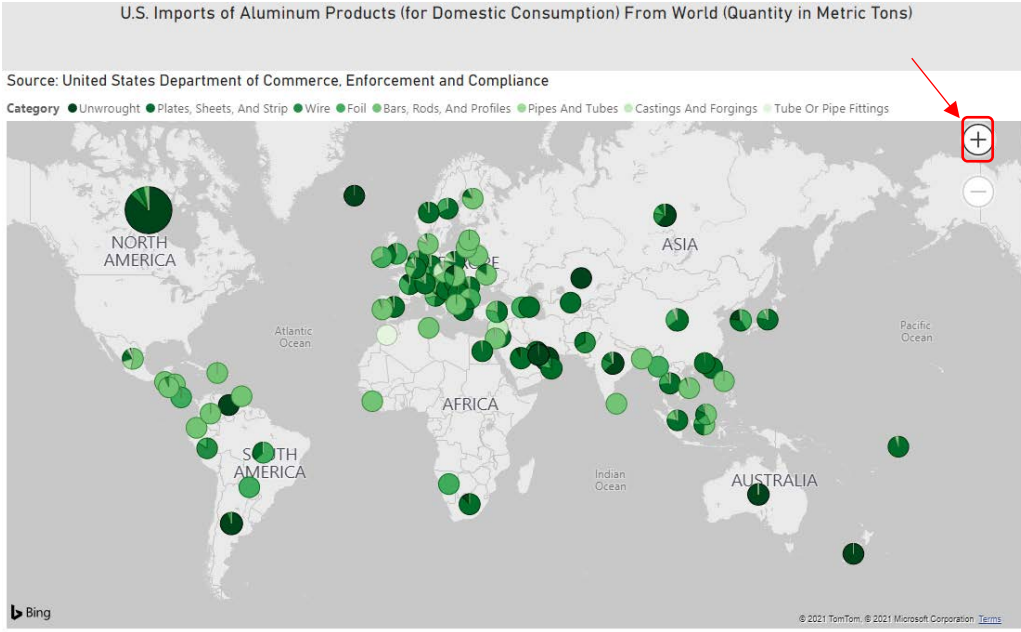 U.S. Imports of Aluminum Products (for Domestic Consumption) From World (Quantity in Metric Tons)
Source: United States Department of Commerce, Enforcement and Compliance
Category Unwrought Plates, Sheets, And Strip Wire Foil Bars, Rods, And Profiles Pipes And Tubes Castings And Forgings Tube Or Pipe Fittings
+
−
NORTH
AMERICA
ASIA
Atlantic
Ocean
Pacific
Ocean
AFRICA
AMERICA
Indian
Ocean
AUSTRALIA
Bing
© 2021 TomTom, © 2021 Microsoft Corporation Terms